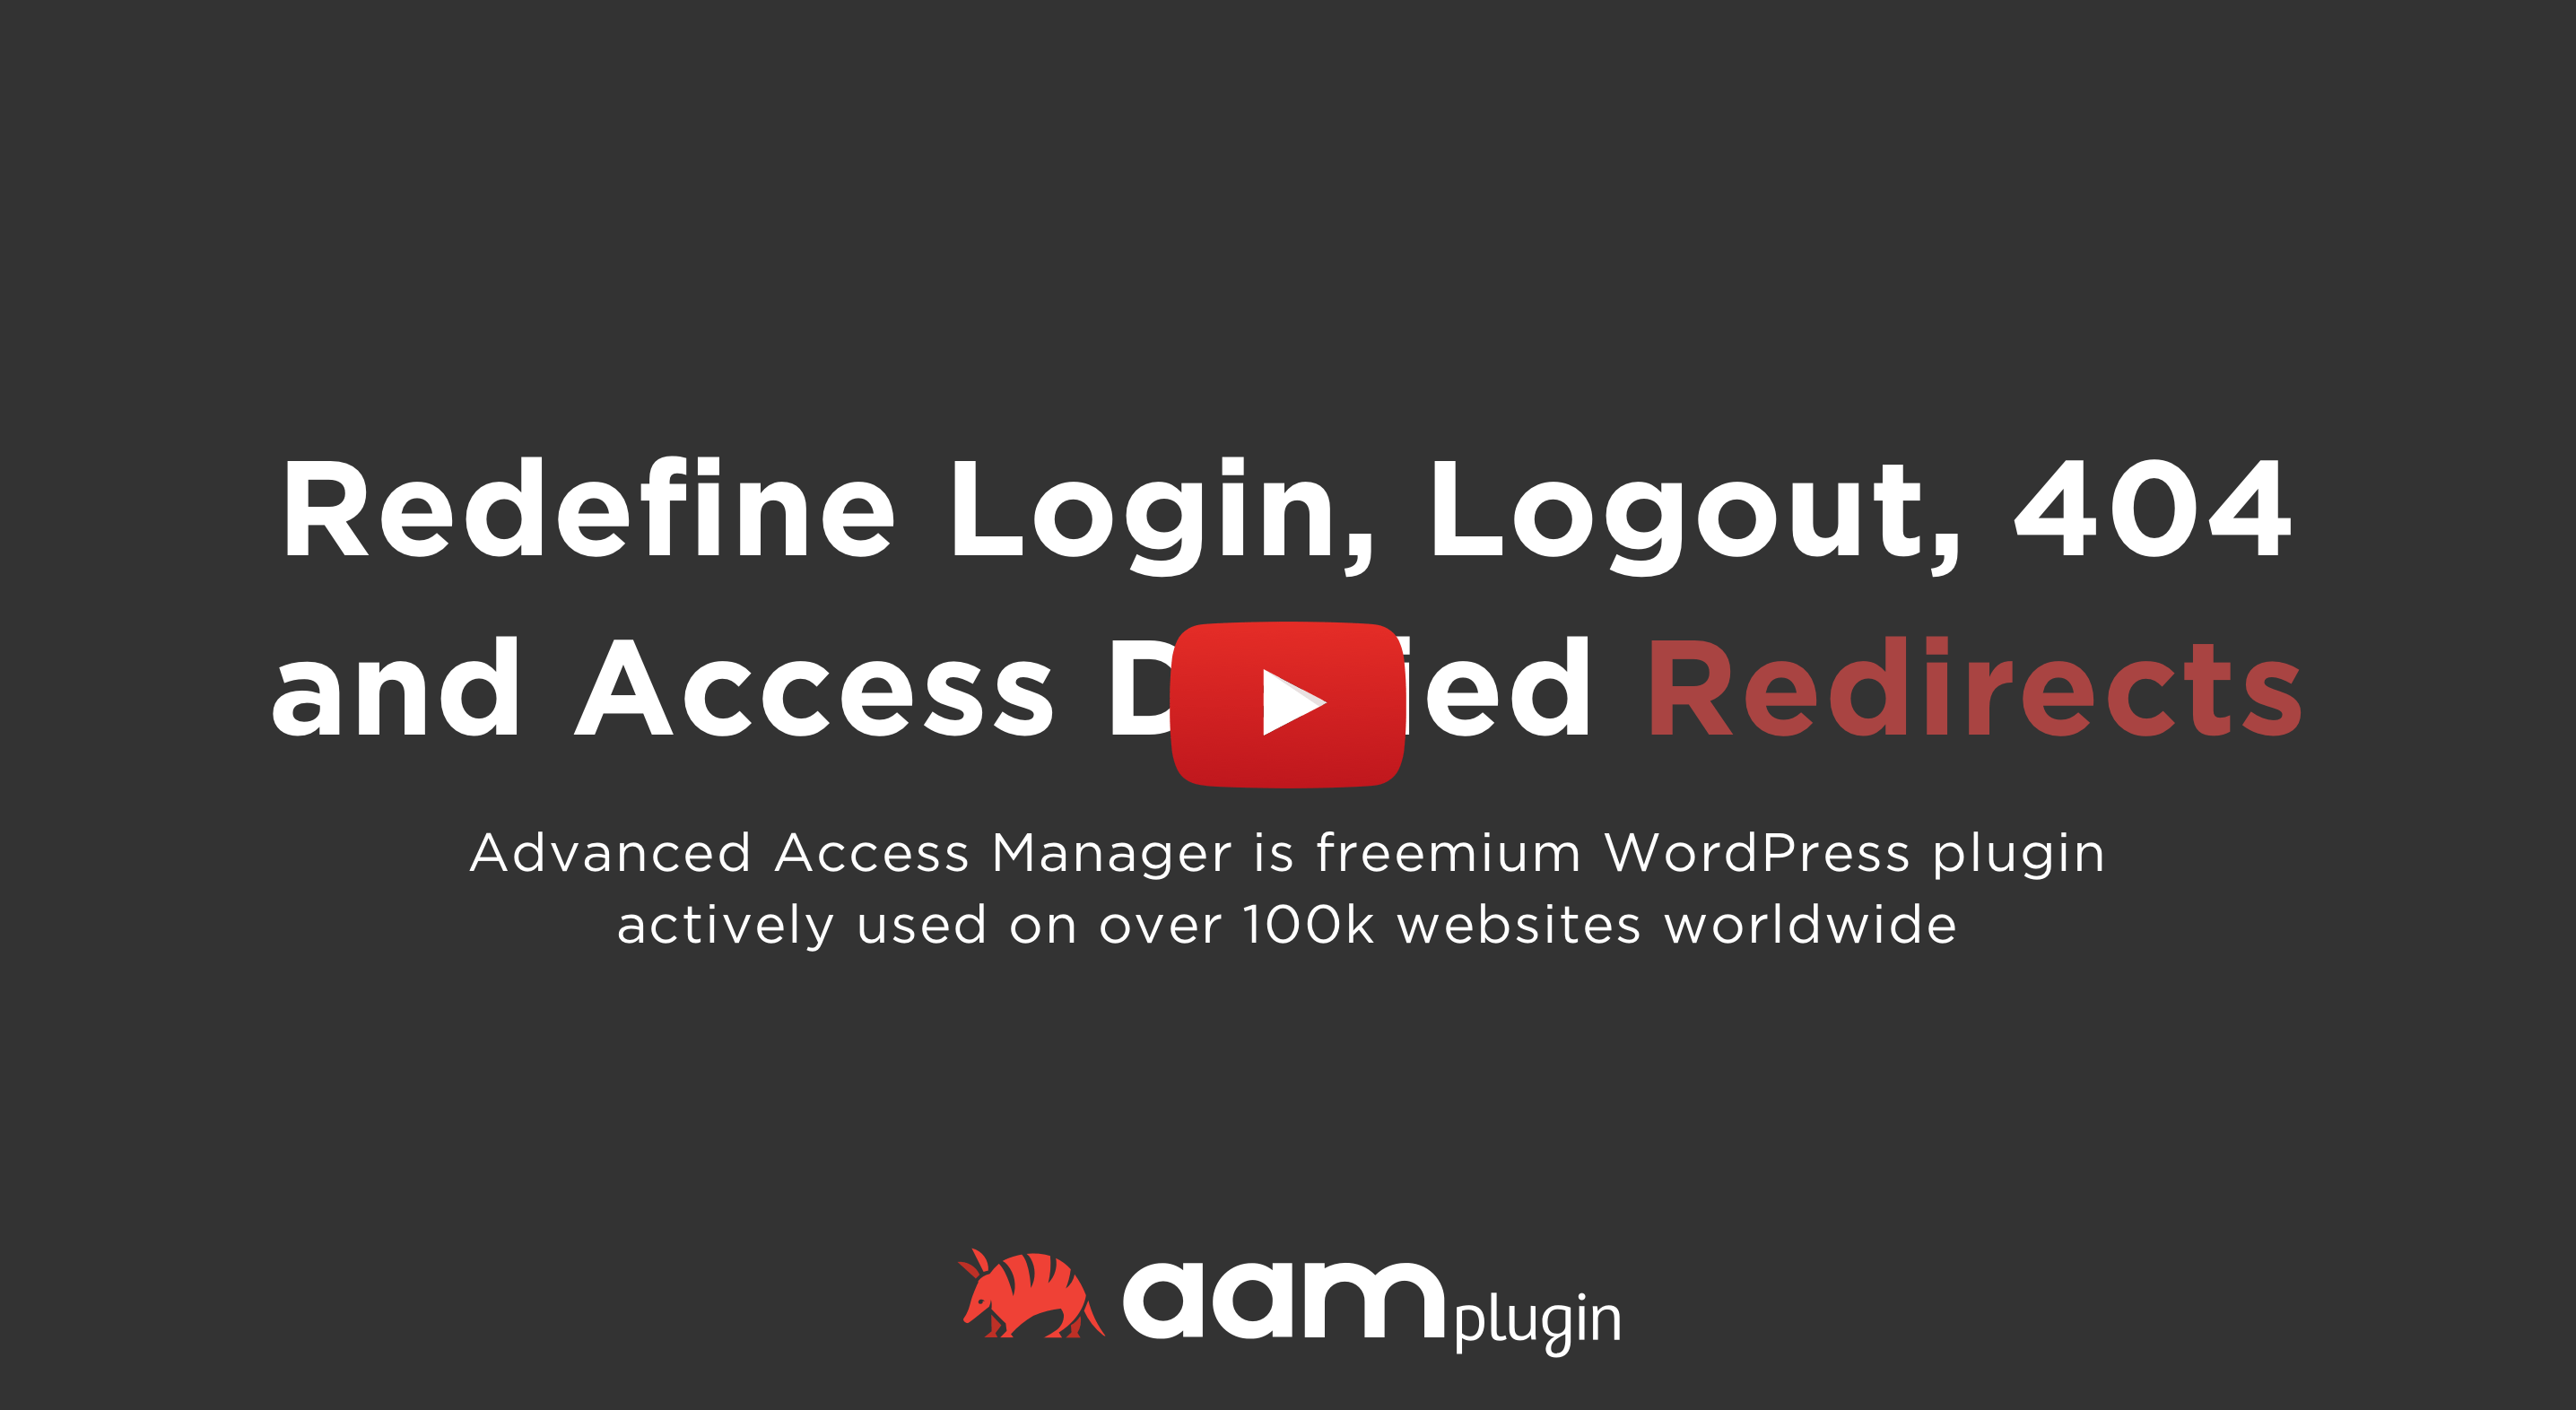 Redefine Login, Logout, 404
and Access Redirects
Advanced Access Manager is freemium WordPress plugin
actively used on over 100k websites worldwide
aam plugin